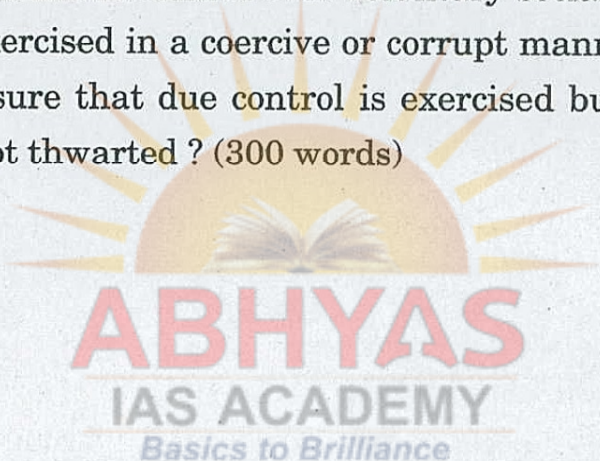 ercised in a coercive or corrupt mann
sure that due control is exercised bu
ot thwarted ? (300 words)
ABHYAS
IAS ACADEMY
Basics to Brilliance